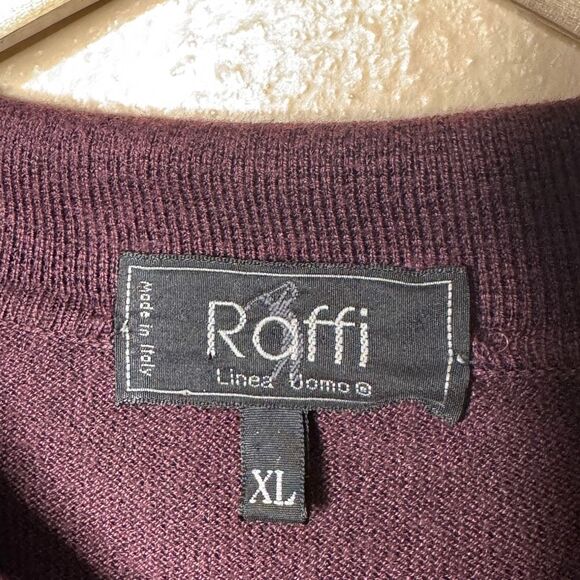 Raffi
Linea Uomo ®
Made in Italy
XL